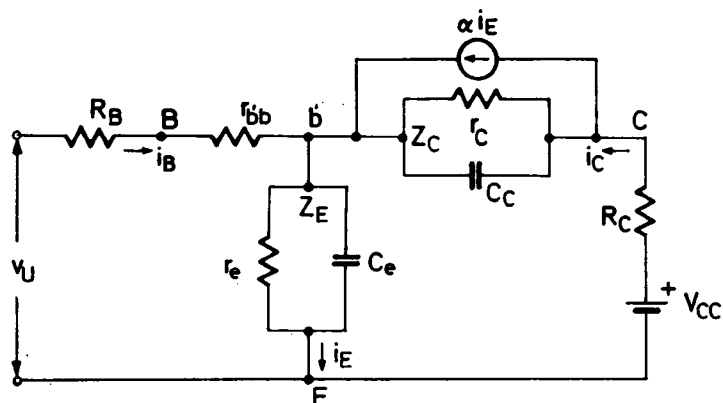 αi_E
R_B
B
r_b'b
b'
r_C
C
Z_C
i_B
i_C
C_C
Z_E
R_C
r_e
C_e
v_U
+
V_CC
i_E
E